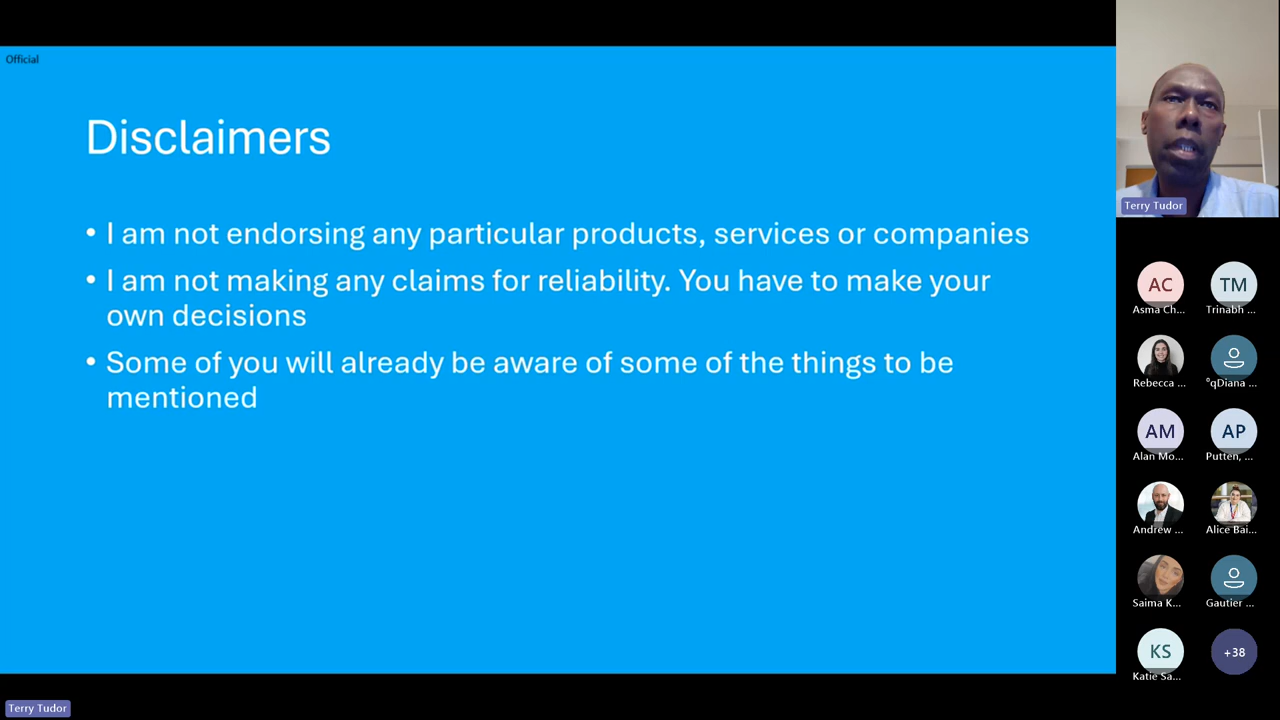 Official
Disclaimers
• I am not endorsing any particular products, services or companies
• I am not making any claims for reliability. You have to make your
own decisions
• Some of you will already be aware of some of the things to be
mentioned
Terry Tudor
AC
TM
Asma Ch...
Trinabh ...
Rebecca ...
°qDiana ...
AM
AP
Alan Mo...
Putten, ...
Andrew ...
Alice Bai...
Saima K...
Gautier ...
KS
+38
Katie Sa...
Terry Tudor